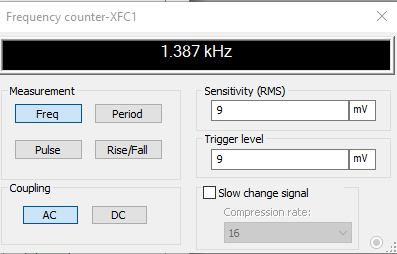 Frequency counter-XFC1
1.387 kHz
Measurement
Freq
Period
Pulse
Rise/Fall
Coupling
AC
DC
Sensitivity (RMS)
9
mV
Trigger level
9
mV
Slow change signal
Compression rate:
16